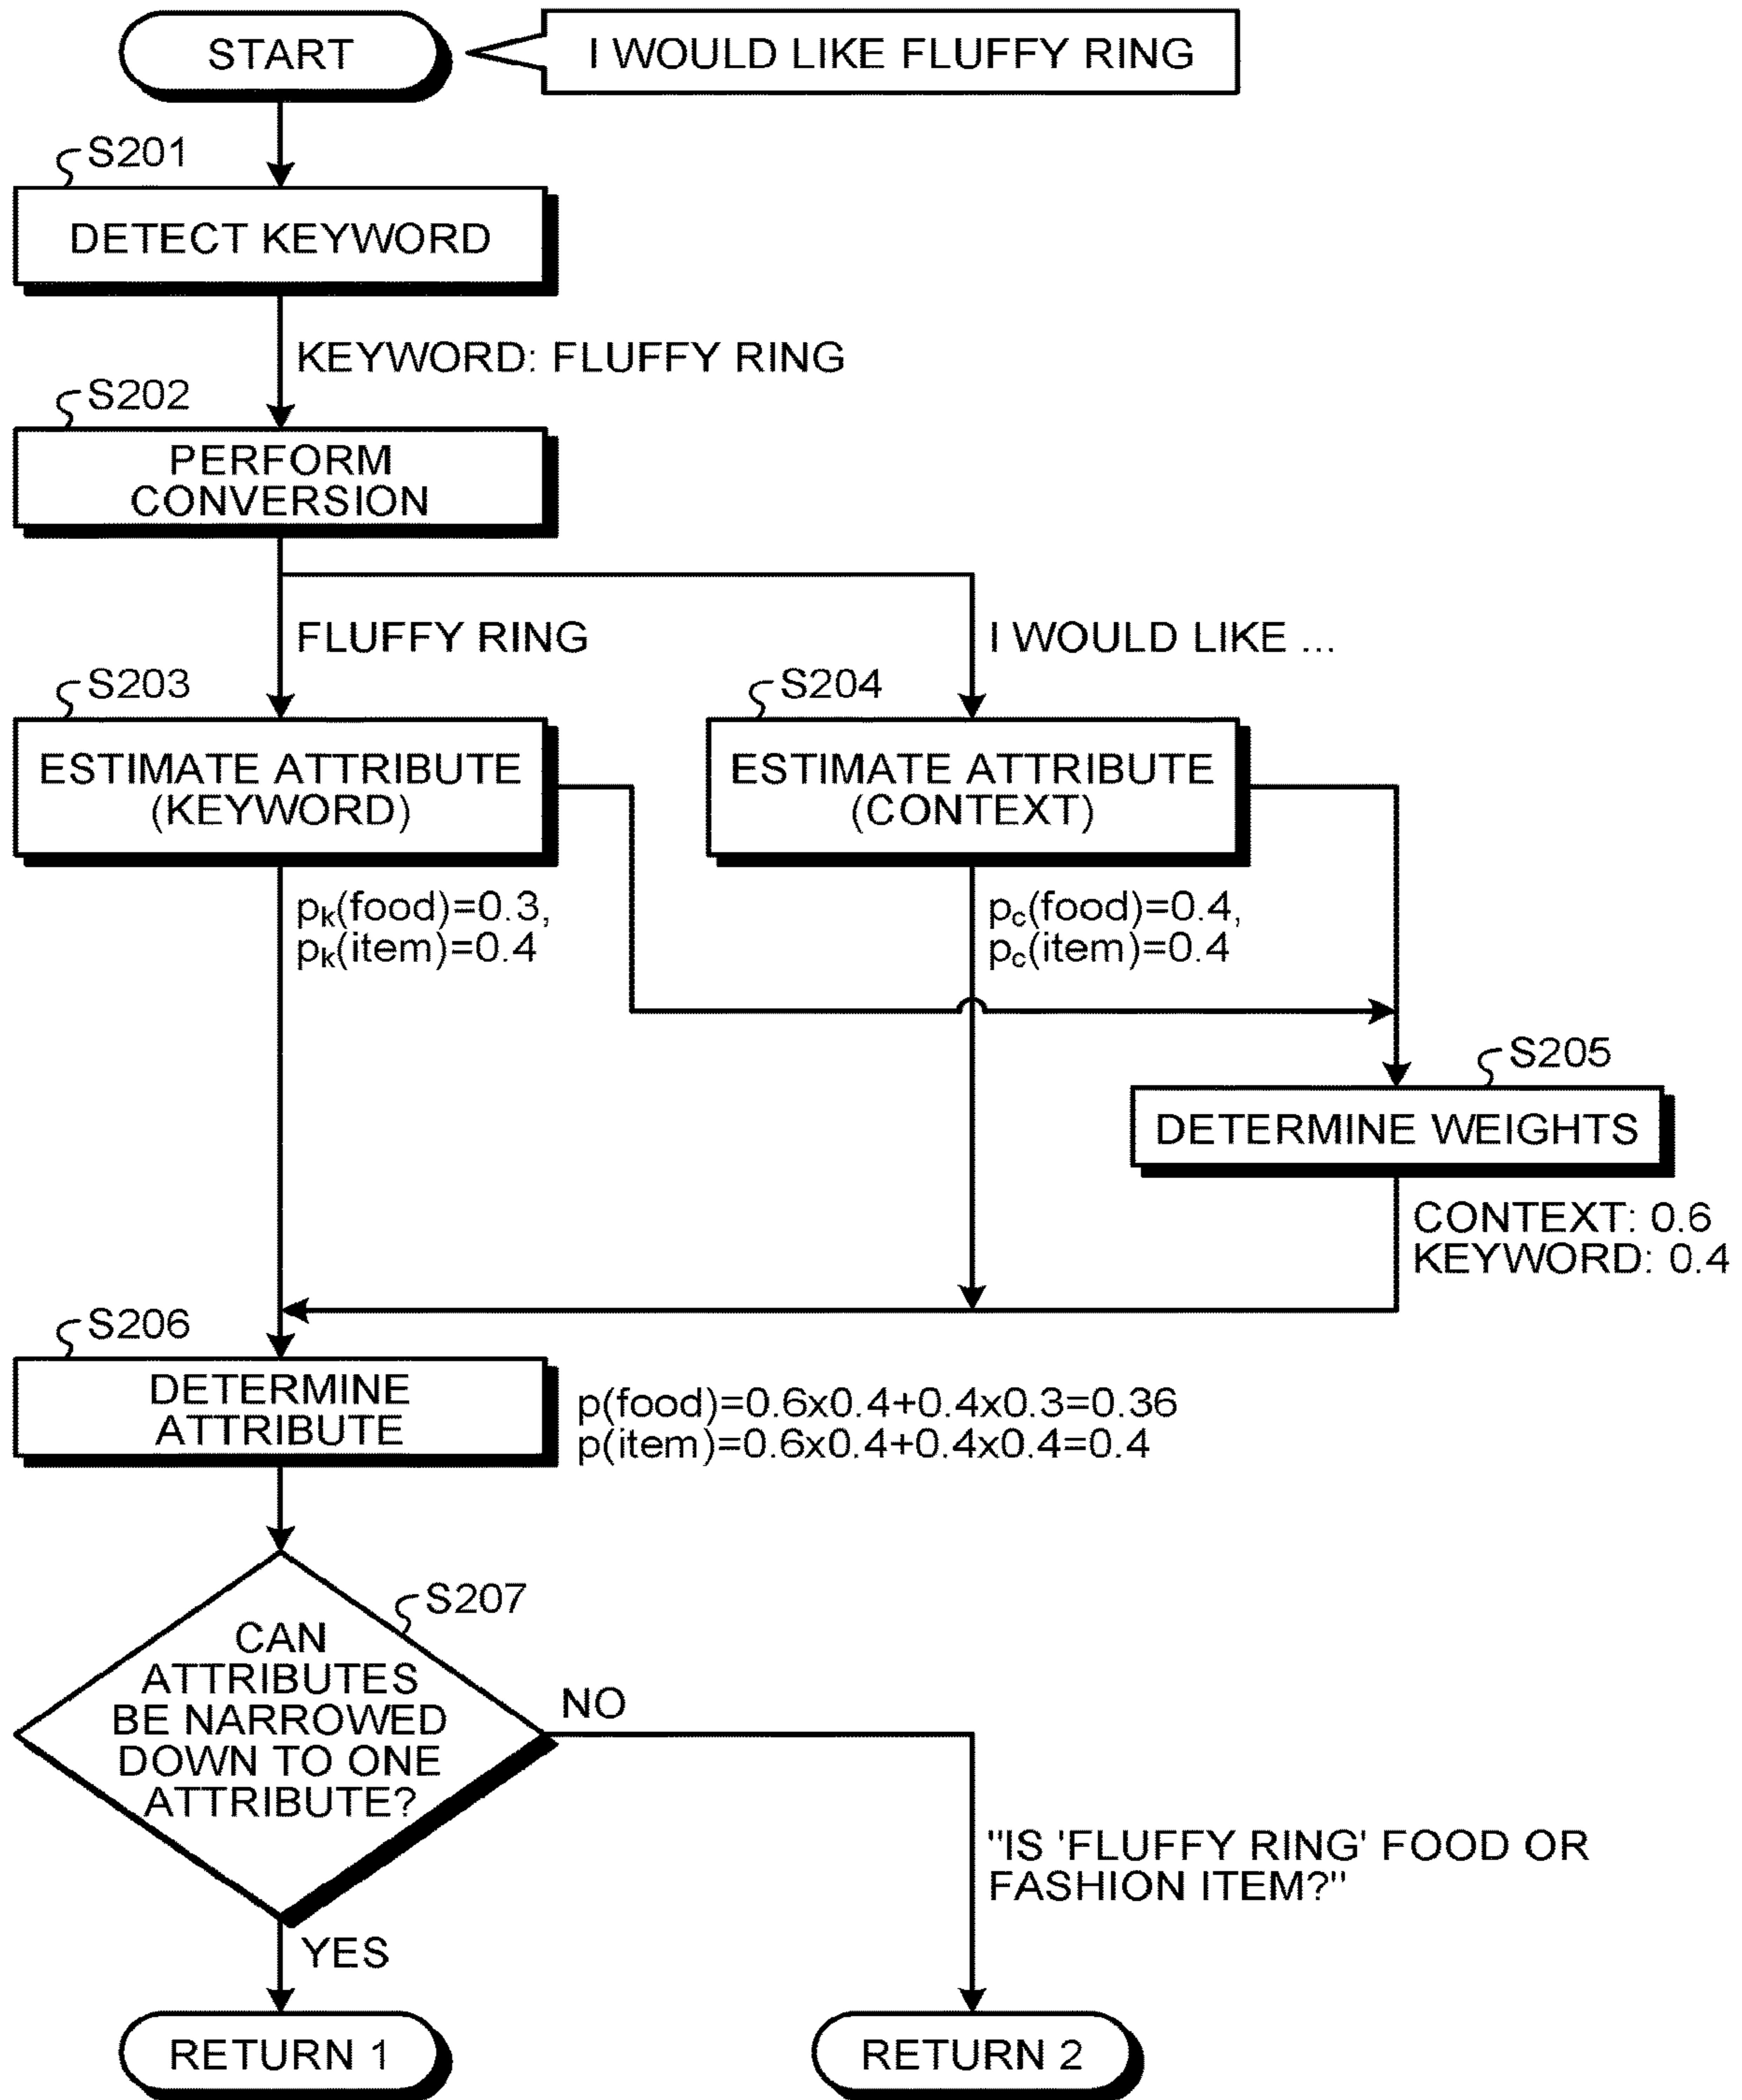 START
I WOULD LIKE FLUFFY RING
S201
DETECT KEYWORD
KEYWORD: FLUFFY RING
S202
PERFORM
CONVERSION
FLUFFY RING
I WOULD LIKE ...
S203
ESTIMATE ATTRIBUTE
(KEYWORD)
S204
ESTIMATE ATTRIBUTE
(CONTEXT)
pk(food)=0.3,
pk(item)=0.4
pc(food)=0.4,
pc(item)=0.4
S205
DETERMINE WEIGHTS
CONTEXT: 0.6
KEYWORD: 0.4
S206
DETERMINE
ATTRIBUTE
p(food)=0.6x0.4+0.4x0.3=0.36
p(item)=0.6x0.4+0.4x0.4=0.4
S207
CAN
ATTRIBUTES
BE NARROWED
DOWN TO ONE
ATTRIBUTE?
NO
"IS 'FLUFFY RING' FOOD OR
FASHION ITEM?"
YES
RETURN 1
RETURN 2